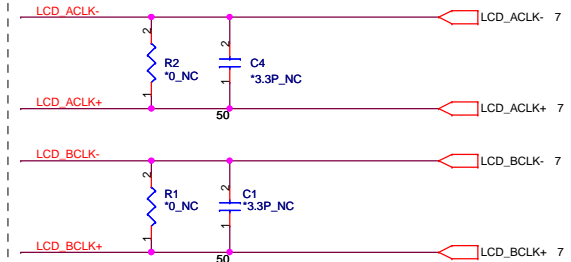 LCD_ACLK- LCD_ACLK- 7
2 2
R2 C4
*0_NC *3.3P_NC
1 1
LCD_ACLK+ 50 LCD_ACLK+ 7
LCD_BCLK- LCD_BCLK- 7
2 2
R1 C1
*0_NC *3.3P_NC
1 1
LCD_BCLK+ 50 LCD_BCLK+ 7